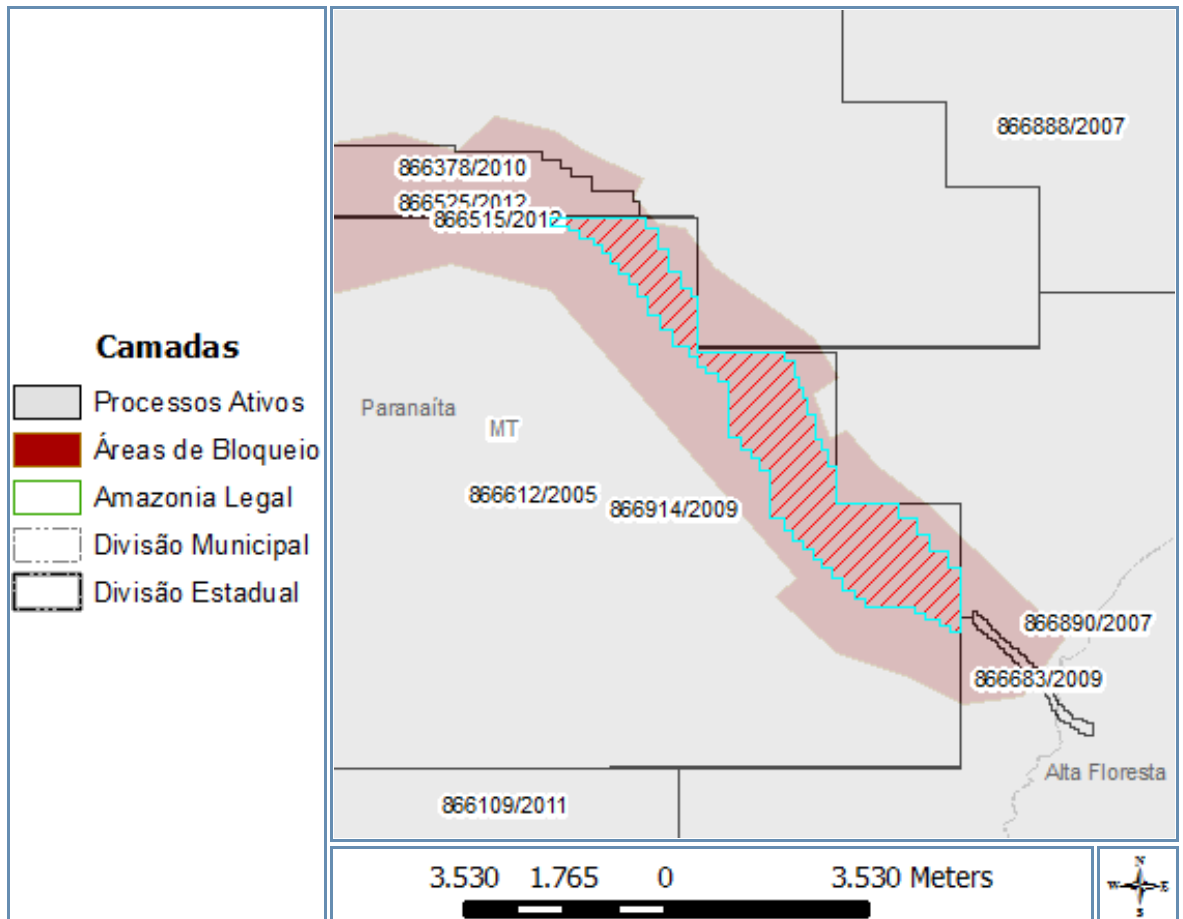 Camadas
Processos Ativos
Áreas de Bloqueio
Amazonia Legal
Divisão Municipal
Divisão Estadual
866888/2007
866378/2010
866525/2012
866515/2012
Paranaíta
MT
866612/2005
866914/2009
866890/2007
866683/2009
Alta Floresta
866109/2011
3.530 1.765 0 3.530 Meters
N
W E
S